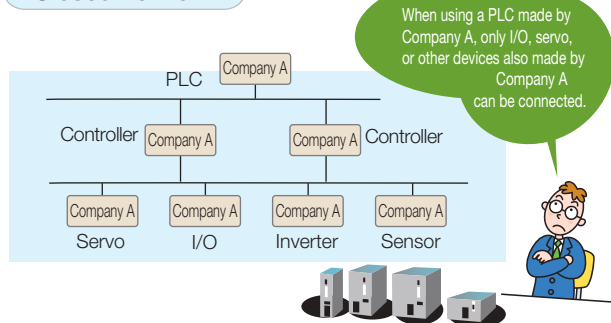 When using a PLC made by
Company A, only I/O, servo,
or other devices also made by
Company A
can be connected.
PLC
Company A
Controller
Company A
Company A
Controller
Company A
Company A
Company A
Company A
Servo
I/O
Inverter
Sensor